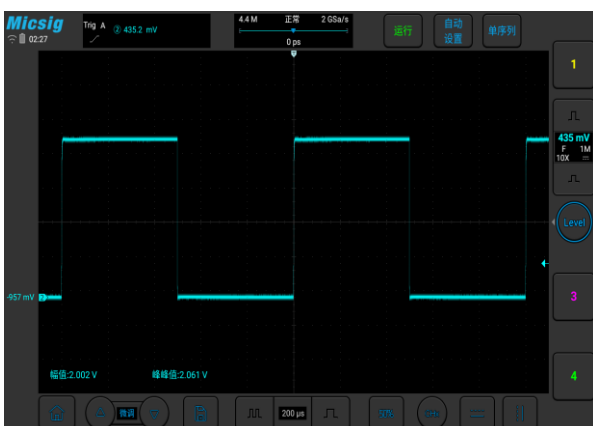 Micsig
02:27
Trig A
② 435.2 mV
4.4 M 正常 2 GSa/s
0 ps
运行
自动
设置
单序列
1
435 mV
F 1M
10X
Level
-957 mV
2
3
幅值:2.002 V 峰峰值:2.061 V
4
微调
200 µs
50%